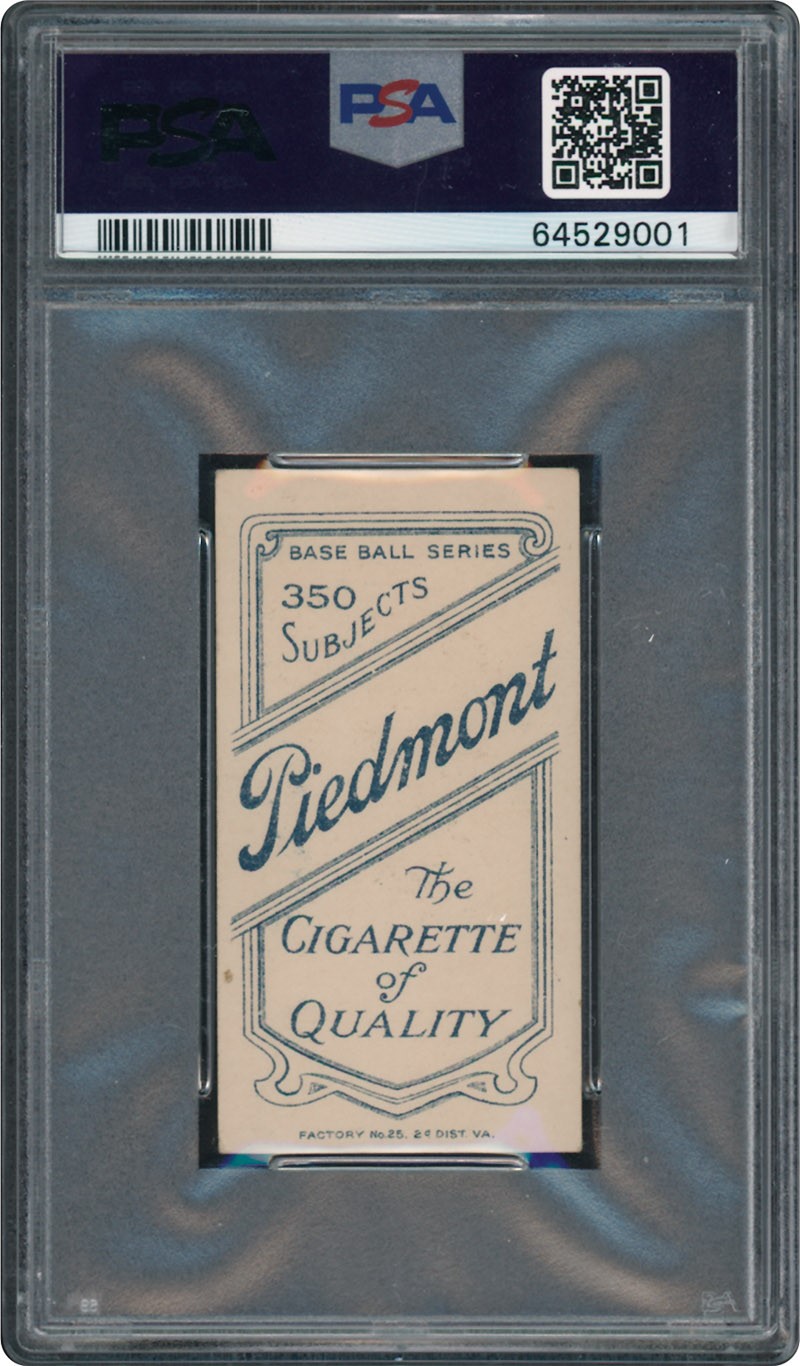 PSA
PSA
64529001
BASE BALL SERIES
350
SUBJECTS
Piedmont
The
CIGARETTE
of
QUALITY
FACTORY No.25. 2d DIST. VA.
PSA